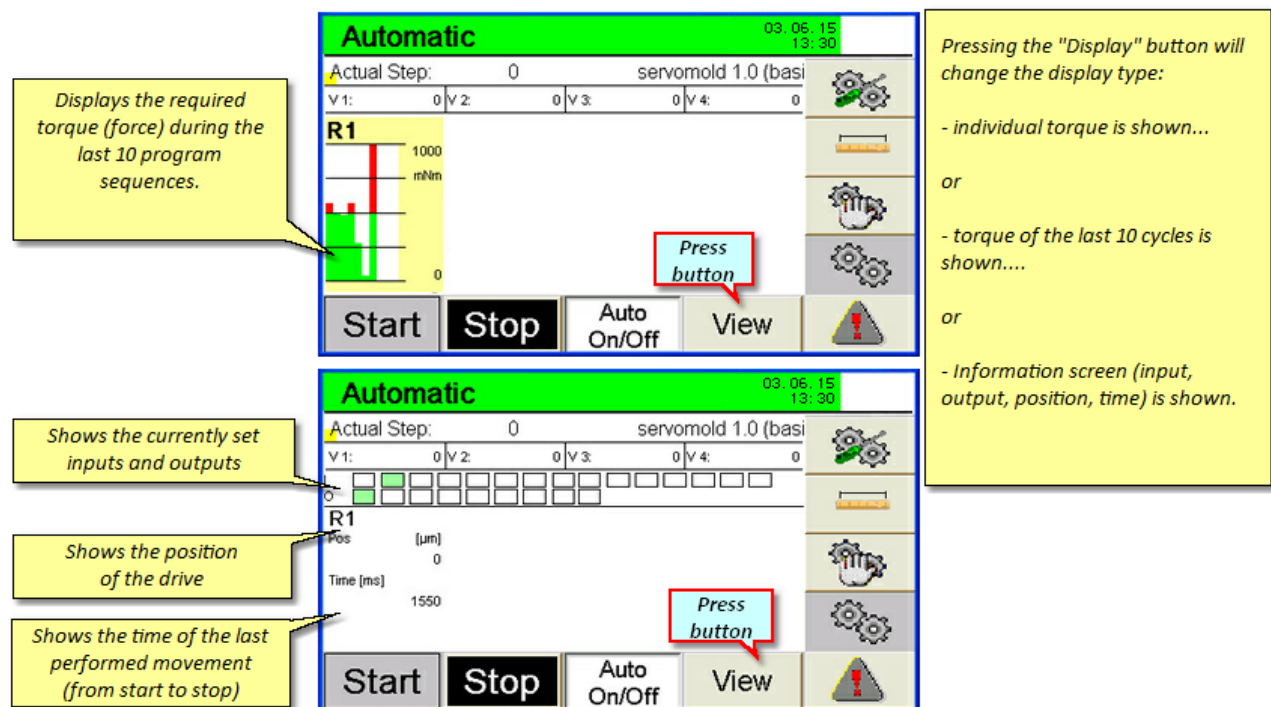 Displays the required
torque (force) during the
last 10 program
sequences.
Automatic
03. 06. 15
13: 30
Actual Step: 0 servomold 1.0 (basi
V 1: 0 V 2: 0 V 3: 0 V 4: 0
R1
1000
mNm
0
Press
button
Start Stop Auto On/Off View
Pressing the "Display" button will
change the display type:
- individual torque is shown...
or
- torque of the last 10 cycles is
shown....
or
- Information screen (input,
output, position, time) is shown.
Shows the currently set
inputs and outputs
Shows the position
of the drive
Shows the time of the last
performed movement
(from start to stop)
Automatic
03. 06. 15
13: 30
Actual Step: 0 servomold 1.0 (basi
V 1: 0 V 2: 0 V 3: 0 V 4: 0
I
O
R1
Pos [µm]
0
Time [ms]
1550
Press
button
Start Stop Auto On/Off View